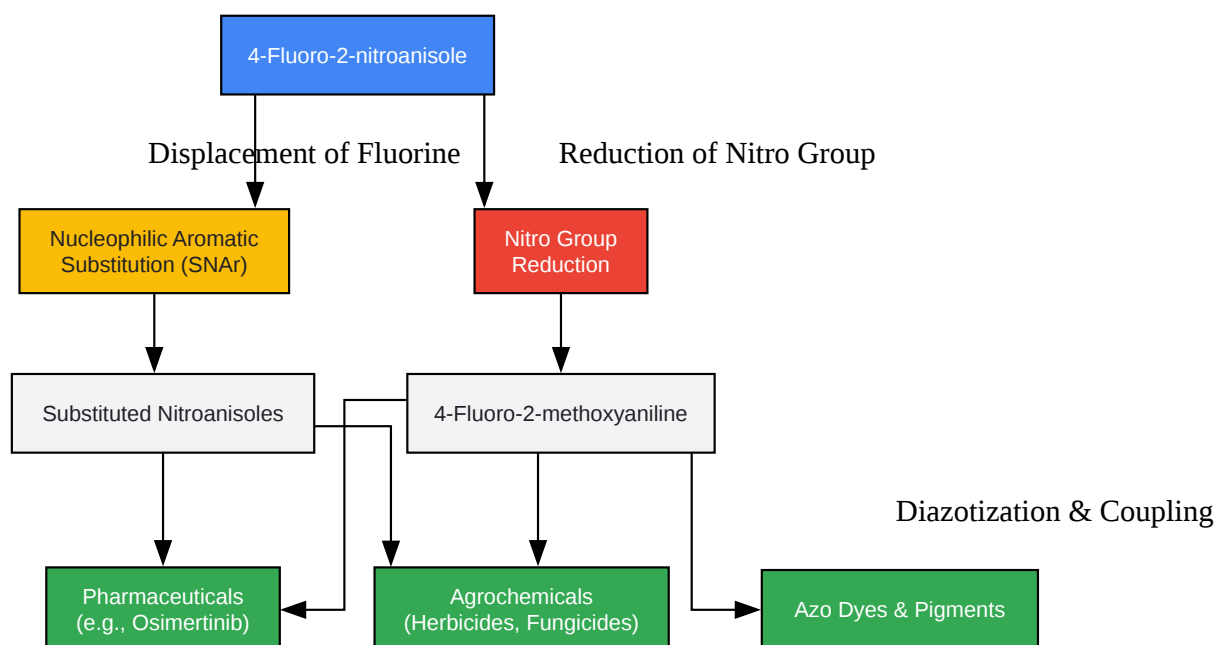 4-Fluoro-2-nitroanisole
Displacement of Fluorine
Reduction of Nitro Group
Nucleophilic Aromatic
Substitution (SNAr)
Nitro Group
Reduction
Substituted Nitroanisoles
4-Fluoro-2-methoxyaniline
Diazotization & Coupling
Pharmaceuticals
(e.g., Osimertinib)
Agrochemicals
(Herbicides, Fungicides)
Azo Dyes & Pigments